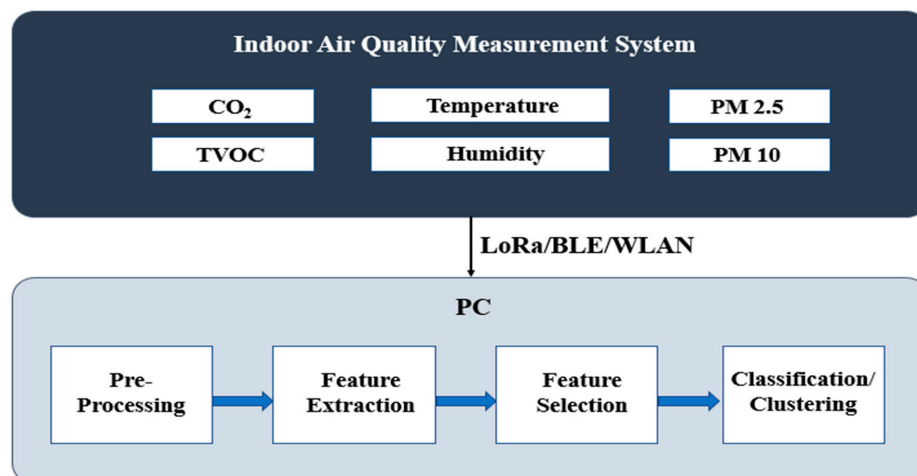 Indoor Air Quality Measurement System
CO₂
Temperature
PM 2.5
TVOC
Humidity
PM 10
LoRa/BLE/WLAN
PC
Pre-
Processing
Feature
Extraction
Feature
Selection
Classification/
Clustering